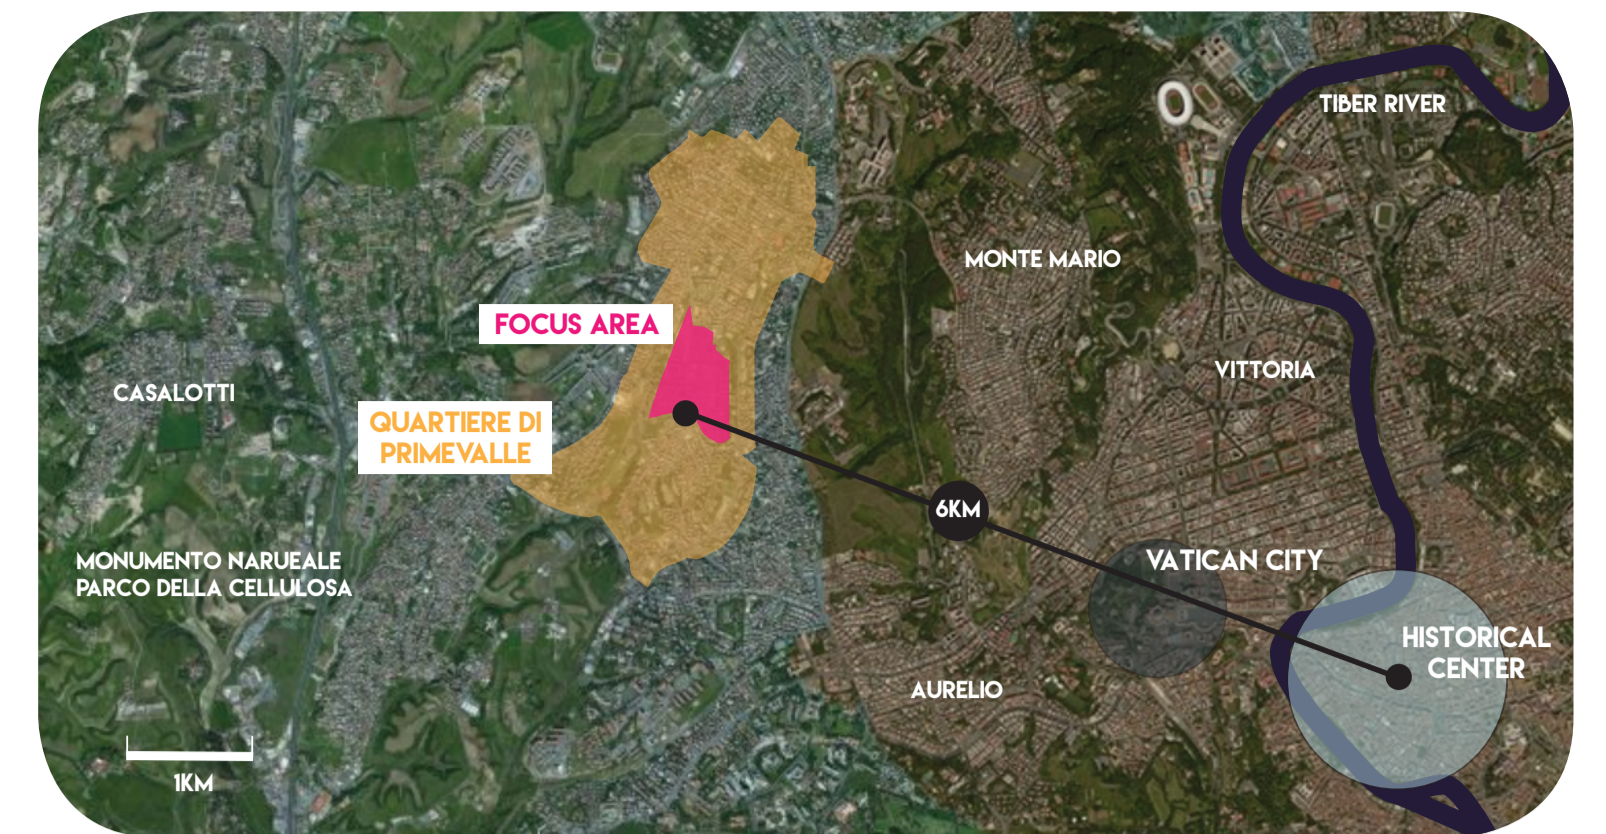 TIBER RIVER
MONTE MARIO
FOCUS AREA
VITTORIA
CASALOTTI
QUARTIERE DI
PRIMEVALLE
6KM
MONUMENTO NARUEALE
PARCO DELLA CELLULOSA
VATICAN CITY
HISTORICAL
CENTER
AURELIO
1KM